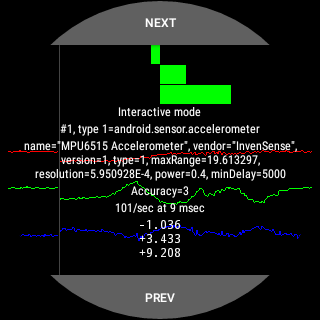 NEXT
Interactive mode
#1, type 1=android.sensor.accelerometer
name="MPU6515 Accelerometer", vendor="InvenSense",
version=1, type=1, maxRange=19.613297,
resolution=5.950928E-4, power=0.4, minDelay=5000
Accuracy=3
101/sec at 9 msec
-1.036
+3.433
+9.208
PREV